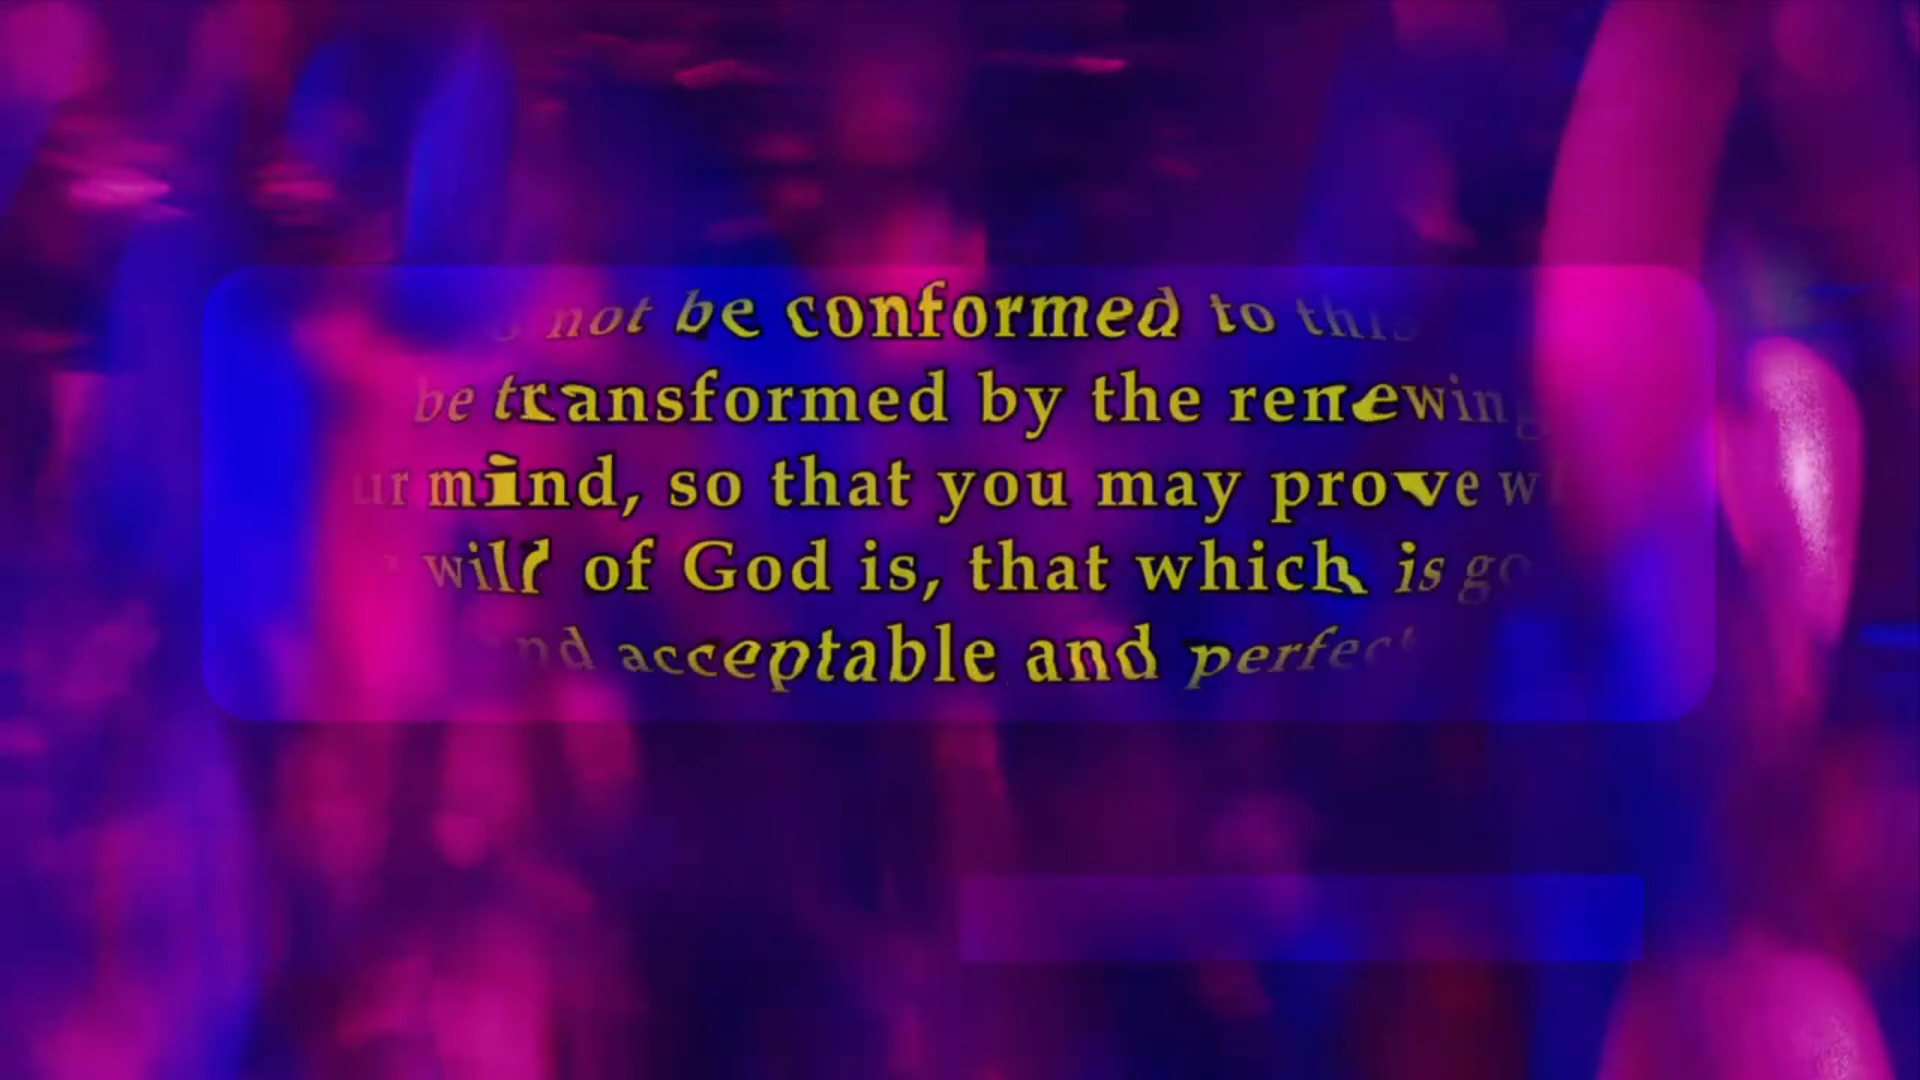 not be conformed to this
be transformed by the renewing
mind, so that you may prove
will of God is, that which is
acceptable and perfect